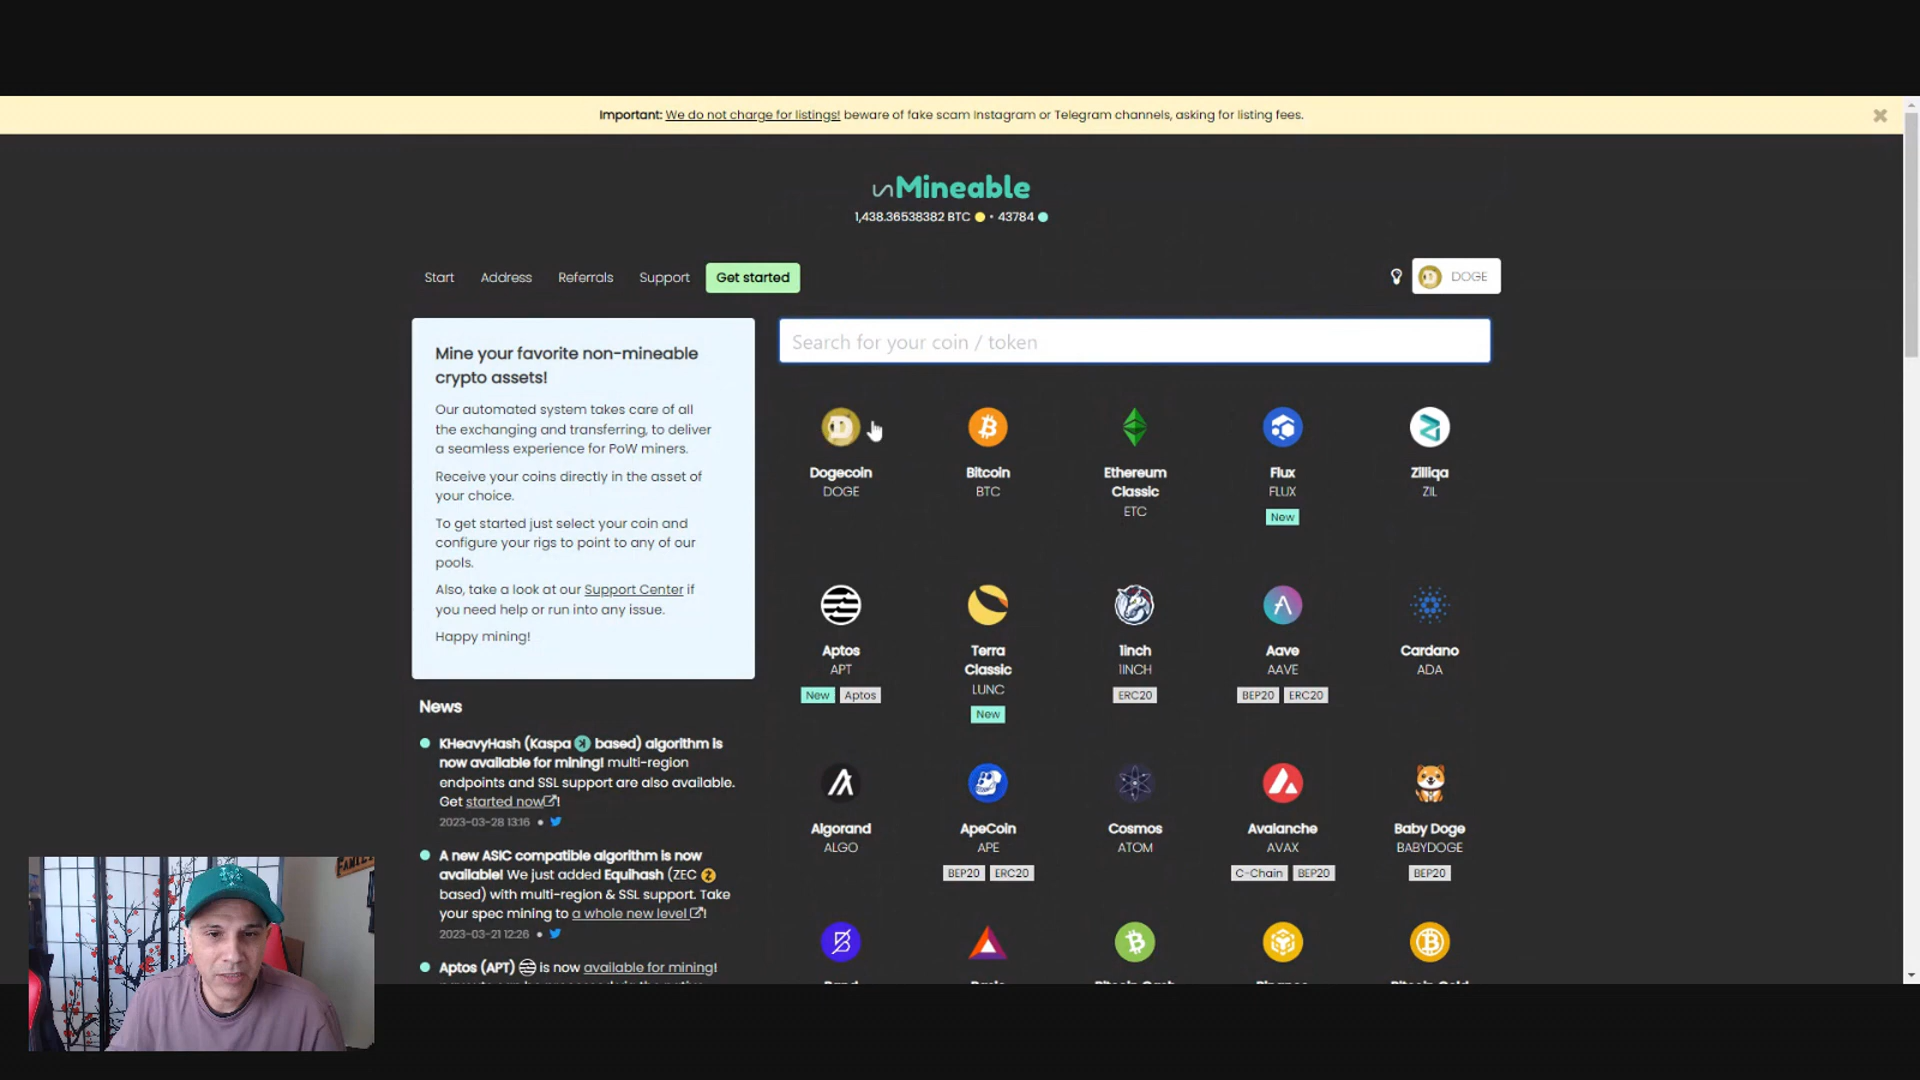 Important: We do not charge for listings! beware of fake scam Instagram or Telegram channels, asking for listing fees.
unMineable
1,438.36538382 BTC • 43784
Start Address Referrals Support Get started
DOGE
Mine your favorite non-mineable
crypto assets!
Our automated system takes care of all
the exchanging and transferring, to deliver
a seamless experience for PoW miners.
Receive your coins directly in the asset of
your choice.
To get started just select your coin and
configure your rigs to point to any of our
pools.
Also, take a look at our Support Center if
you need help or run into any issue.
Happy mining!
News
KHeavyHash (Kaspa based) algorithm is
now available for mining! multi-region
endpoints and SSL support are also available.
Get started now!
2023-03-28 13:16 •
A new ASIC compatible algorithm is now
available! We just added Equihash (ZEC
based) with multi-region & SSL support. Take
your spec mining to a whole new level!
2023-03-21 12:26 •
Aptos (APT) is now available for mining!
Search for your coin / token
Dogecoin
DOGE
Bitcoin
BTC
Ethereum
Classic
ETC
Flux
FLUX
New
Zilliqa
ZIL
Aptos
APT
New Aptos
Terra
Classic
LUNC
New
1inch
1INCH
ERC20
Aave
AAVE
BEP20 ERC20
Cardano
ADA
Algorand
ALGO
ApeCoin
APE
BEP20 ERC20
Cosmos
ATOM
Avalanche
AVAX
C-Chain BEP20
Baby Doge
BABYDOGE
BEP20
Band
Basic
Bitcoin Cash
Binance
Bitcoin Gold